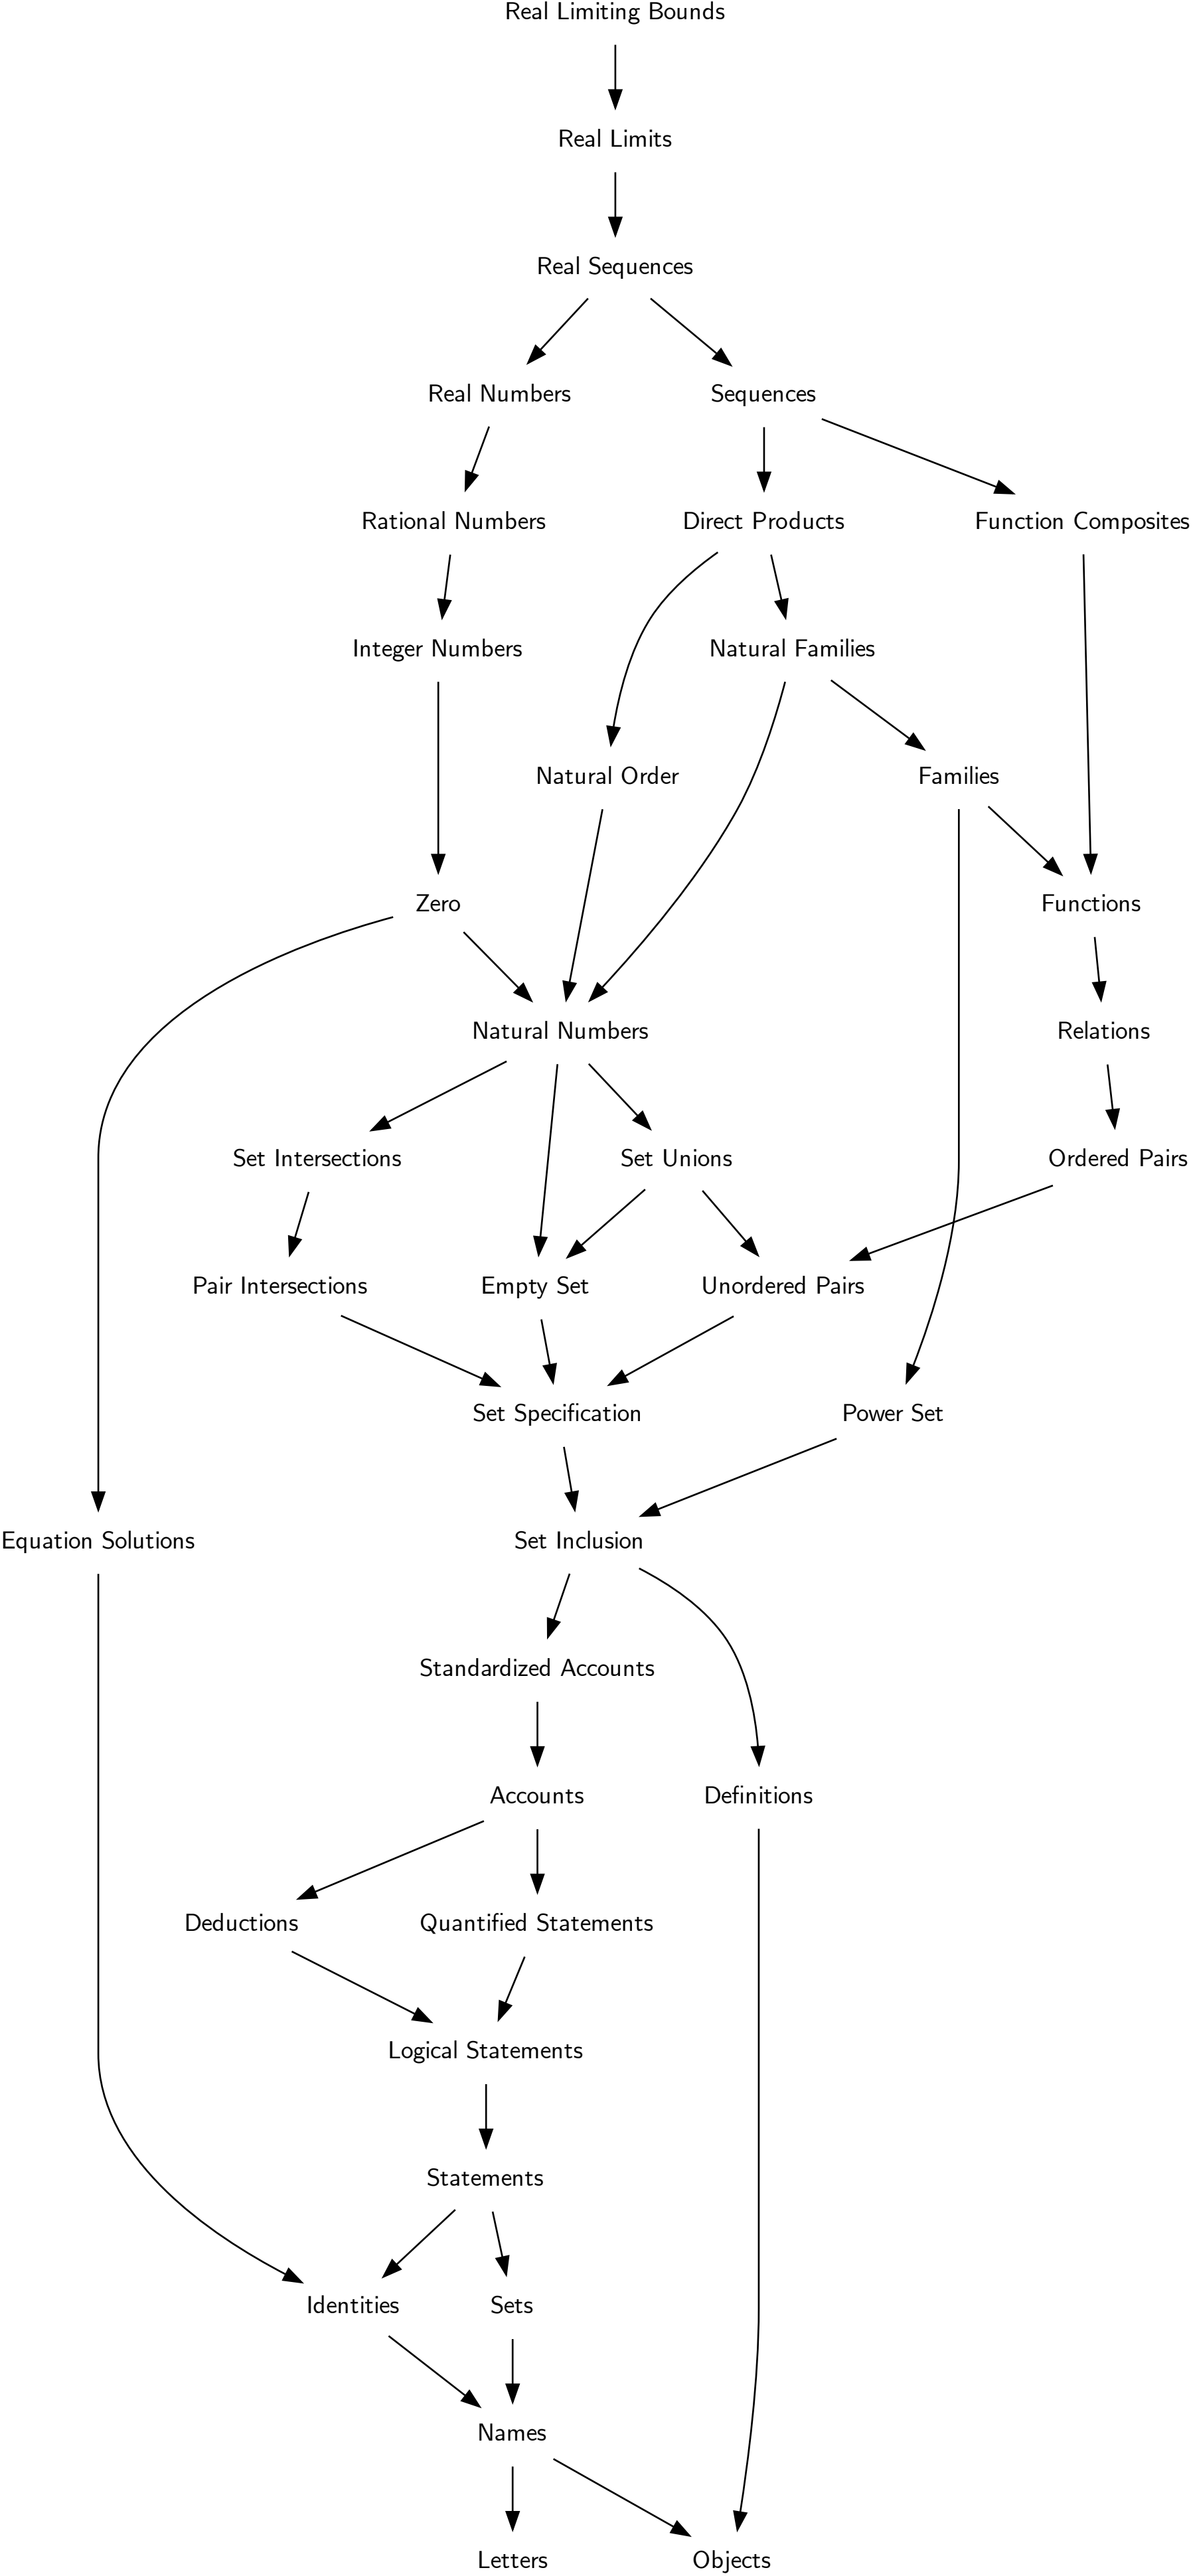 Real Limiting Bounds
Real Limits
Real Sequences
Real Numbers
Sequences
Rational Numbers
Direct Products
Function Composites
Integer Numbers
Natural Families
Natural Order
Families
Zero
Functions
Natural Numbers
Relations
Set Intersections
Set Unions
Ordered Pairs
Pair Intersections
Empty Set
Unordered Pairs
Set Specification
Power Set
Equation Solutions
Set Inclusion
Standardized Accounts
Accounts
Definitions
Deductions
Quantified Statements
Logical Statements
Statements
Identities
Sets
Names
Letters
Objects